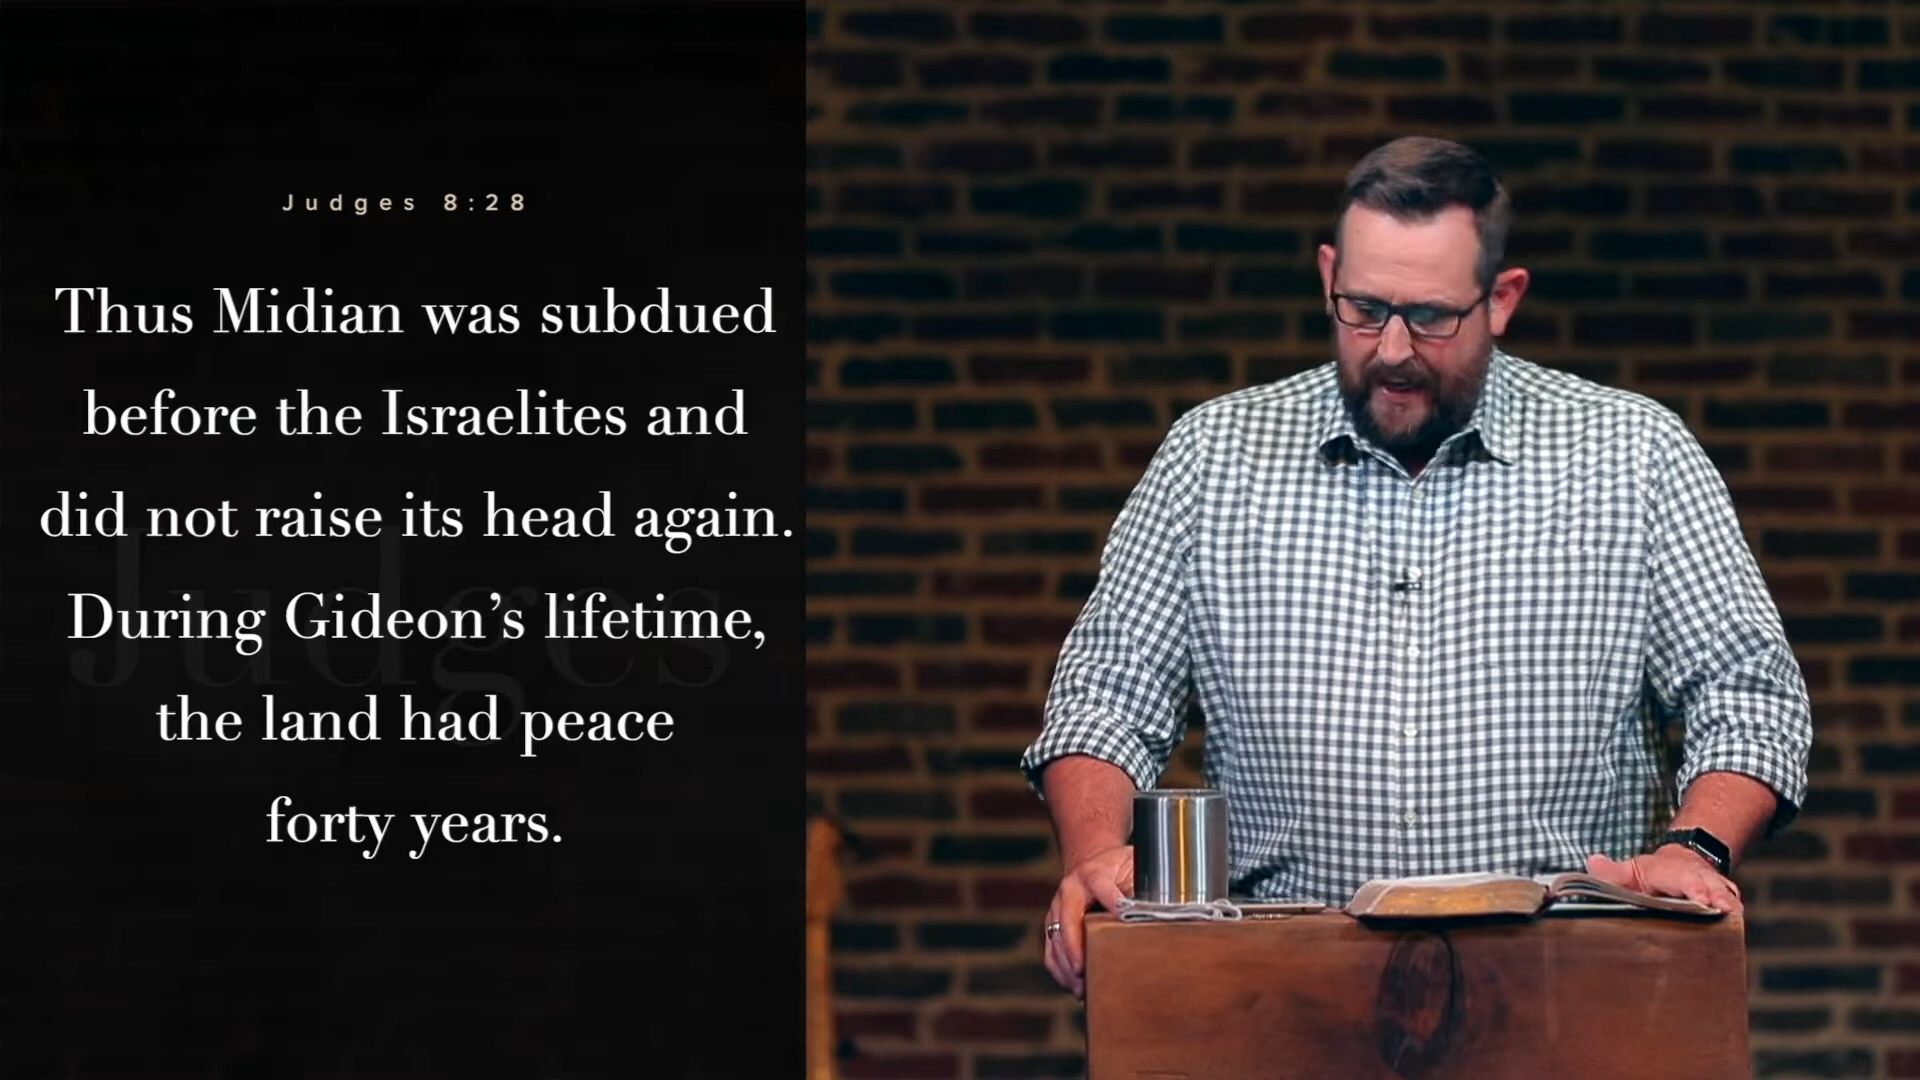 Judges 8:28
Thus Midian was subdued
before the Israelites and
did not raise its head again.
During Gideon’s lifetime,
the land had peace
forty years.
Judges